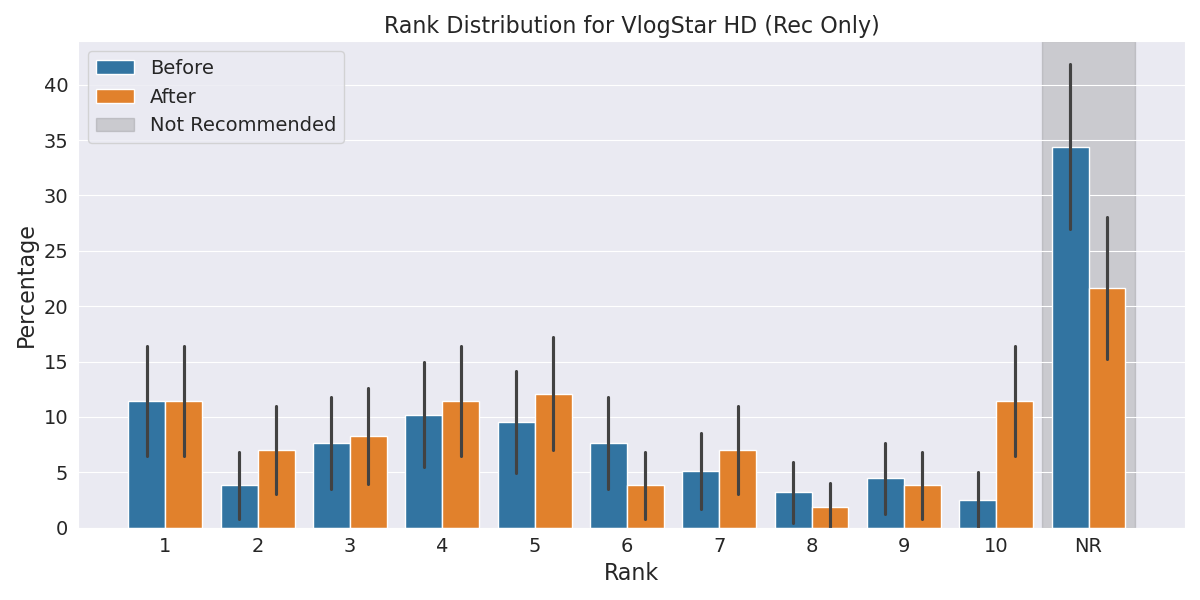 Rank Distribution for VlogStar HD (Rec Only)
Before
After
Not Recommended
Percentage
40
35
30
25
20
15
10
5
0
1 2 3 4 5 6 7 8 9 10 NR
Rank